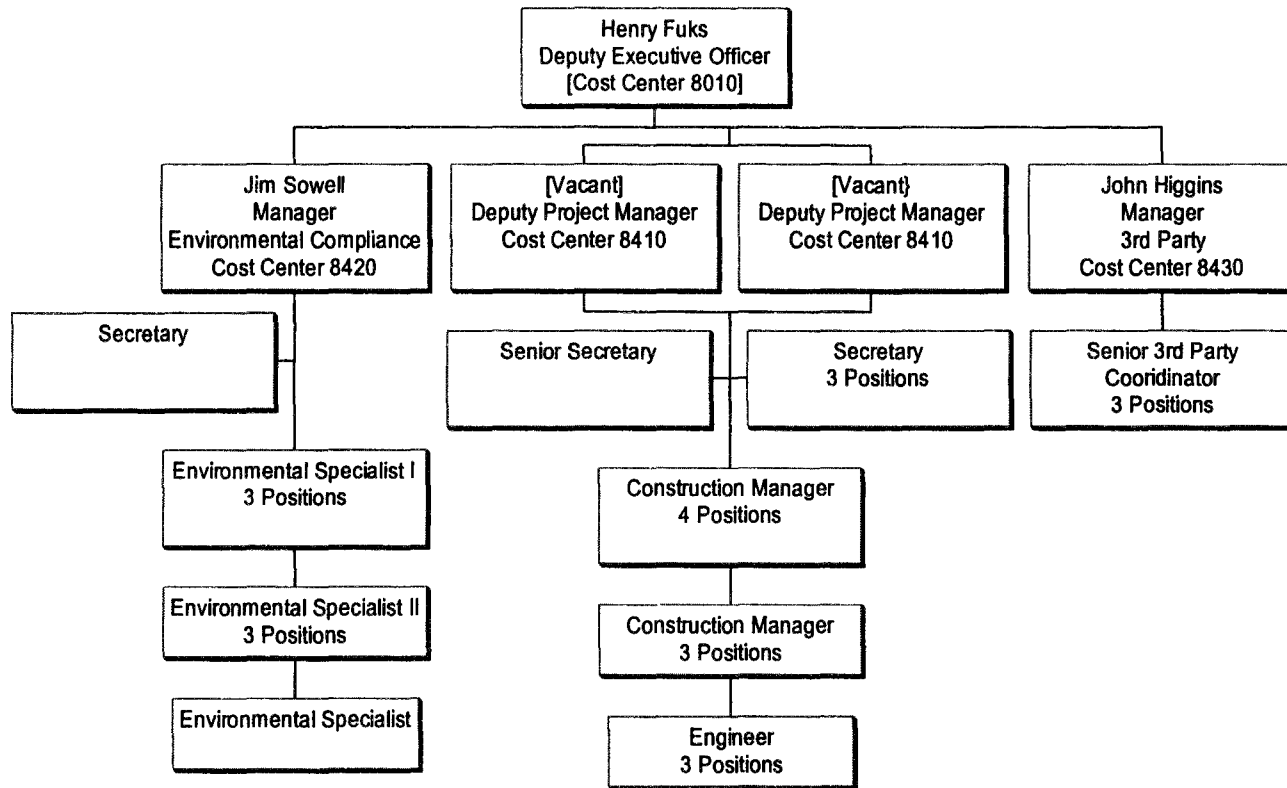 Henry Fuks
Deputy Executive Officer
[Cost Center 8010]
Jim Sowell
Manager
Environmental Compliance
Cost Center 8420
[Vacant]
Deputy Project Manager
Cost Center 8410
[Vacant}
Deputy Project Manager
Cost Center 8410
John Higgins
Manager
3rd Party
Cost Center 8430
Secretary
Senior Secretary
Secretary
3 Positions
Senior 3rd Party
Cooridinator
3 Positions
Environmental Specialist I
3 Positions
Construction Manager
4 Positions
Environmental Specialist II
3 Positions
Construction Manager
3 Positions
Environmental Specialist
Engineer
3 Positions